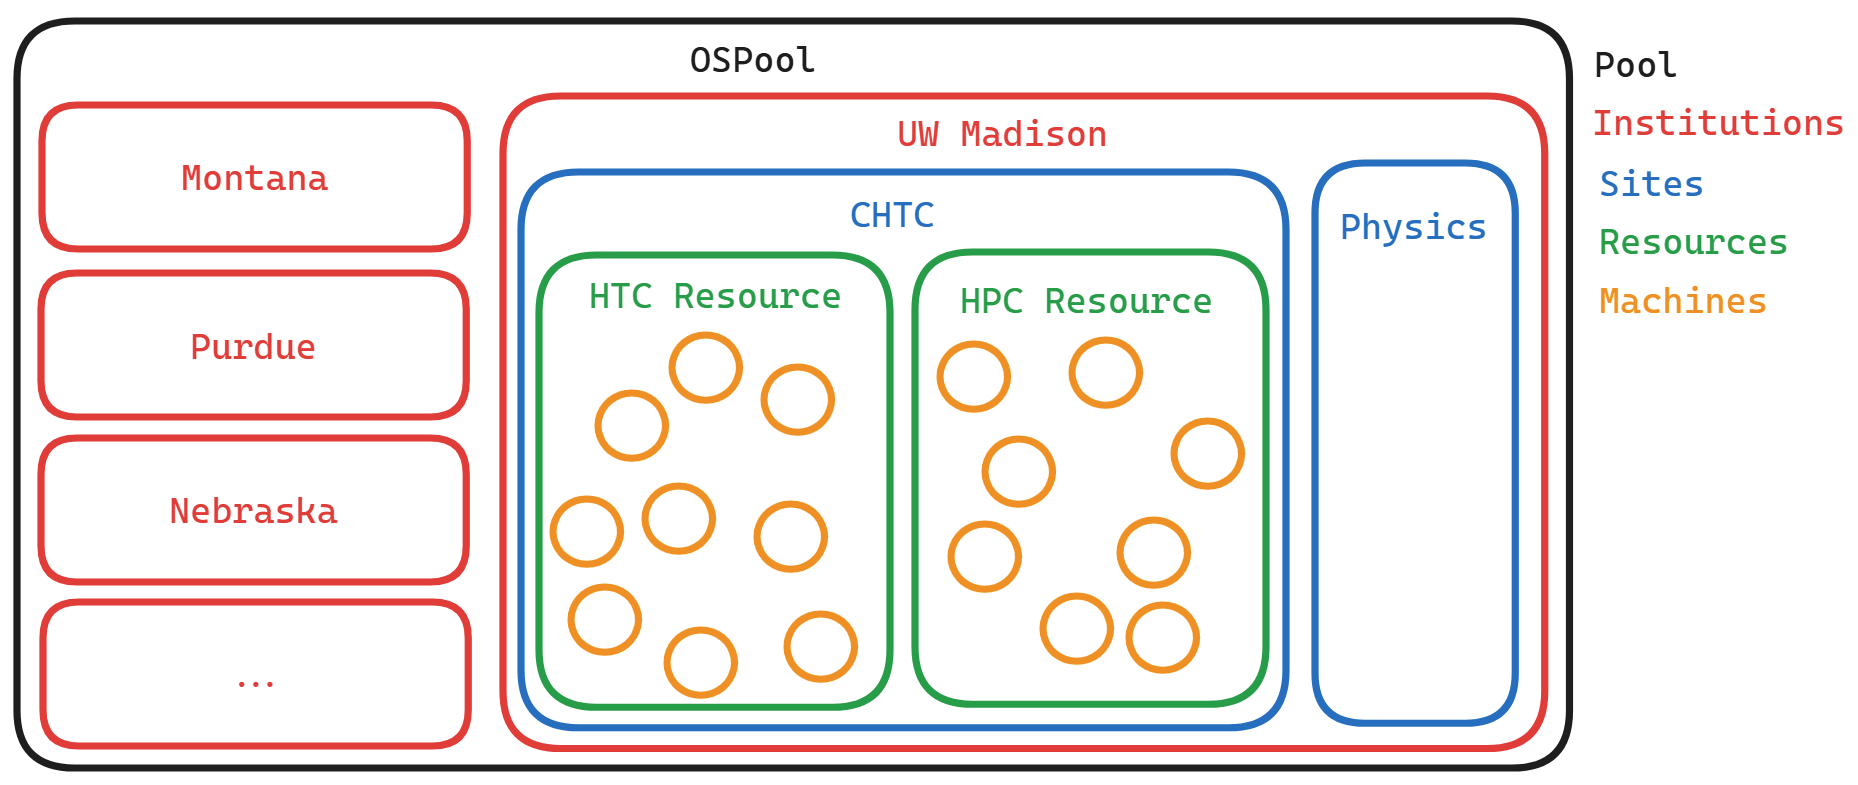 OSPool
Montana
Purdue
Nebraska
...
UW Madison
CHTC
HTC Resource
HPC Resource
Physics
Pool
Institutions
Sites
Resources
Machines